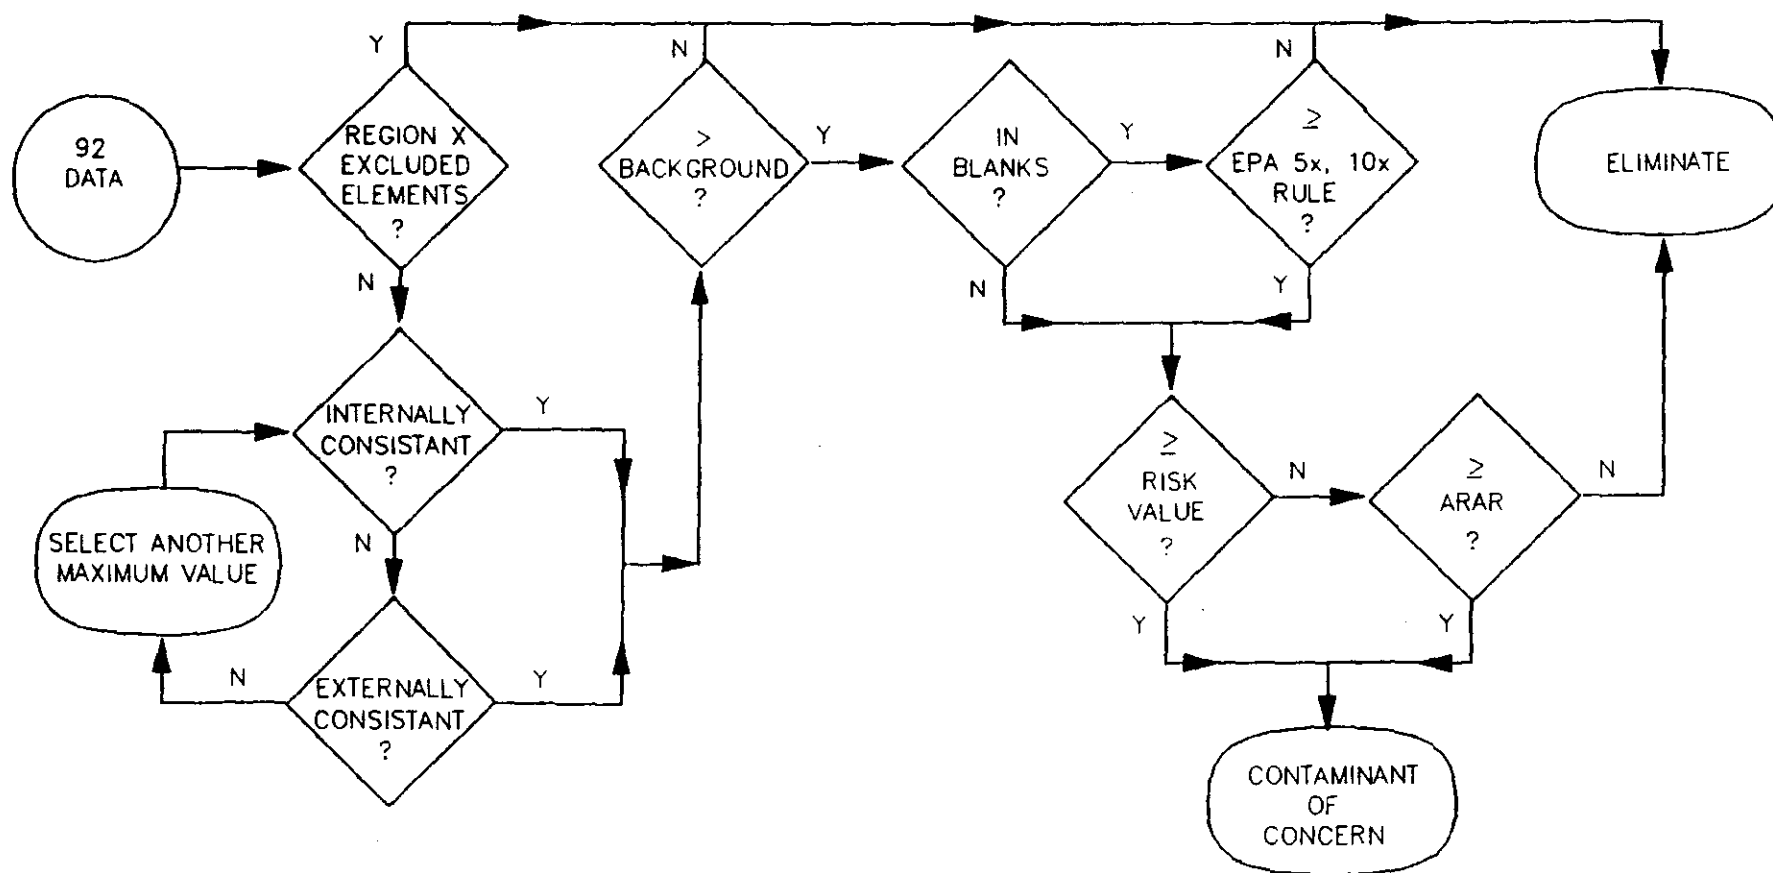 Y
N
N
92
DATA
REGION X
EXCLUDED
ELEMENTS
?
>
BACKGROUND
?
Y
IN
BLANKS
?
Y
≥
EPA 5x, 10x
RULE
?
ELIMINATE
N
N
Y
INTERNALLY
CONSISTANT
?
Y
≥
RISK
VALUE
?
N
≥
ARAR
?
N
SELECT ANOTHER
MAXIMUM VALUE
N
Y
Y
N
EXTERNALLY
CONSISTANT
?
Y
CONTAMINANT
OF
CONCERN